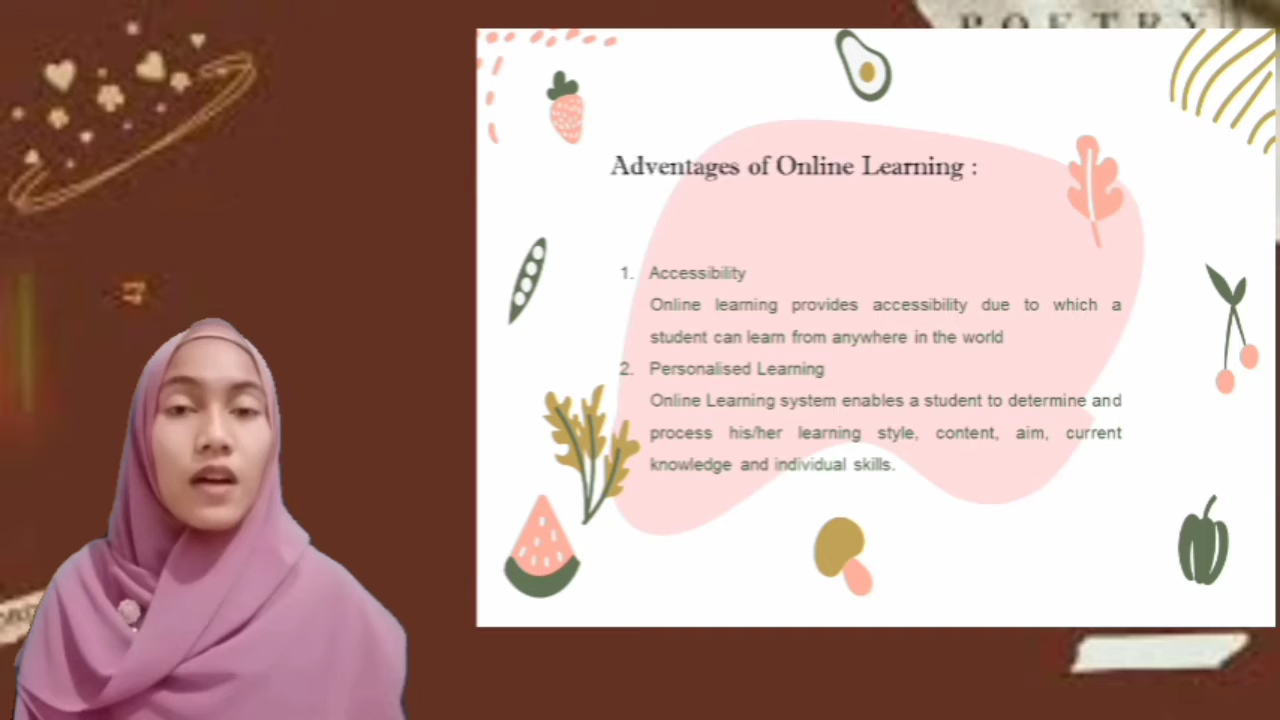 POETRY
Adventages of Online Learning :
1. Accessibility
Online learning provides accessibility due to which a
student can learn from anywhere in the world
2. Personalised Learning
Online Learning system enables a student to determine and
process his/her learning style, content, aim, current
knowledge and individual skills.